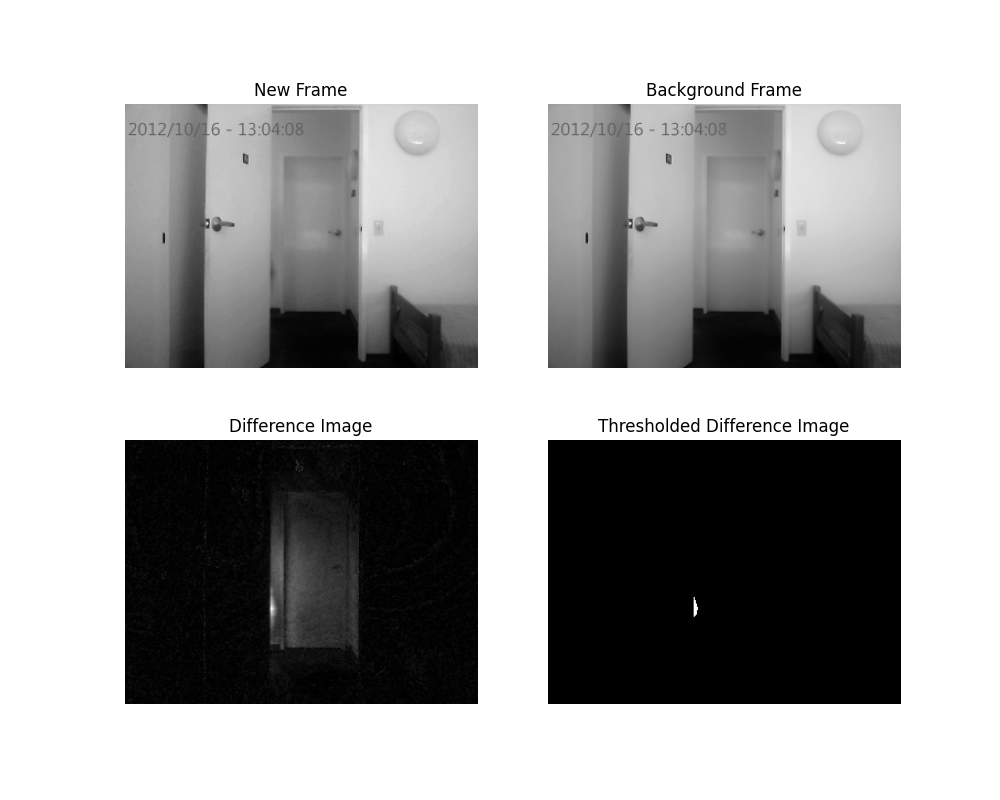 New Frame
Background Frame
2012/10/16 - 13:04:08
2012/10/16 - 13:04:08
Difference Image
Thresholded Difference Image